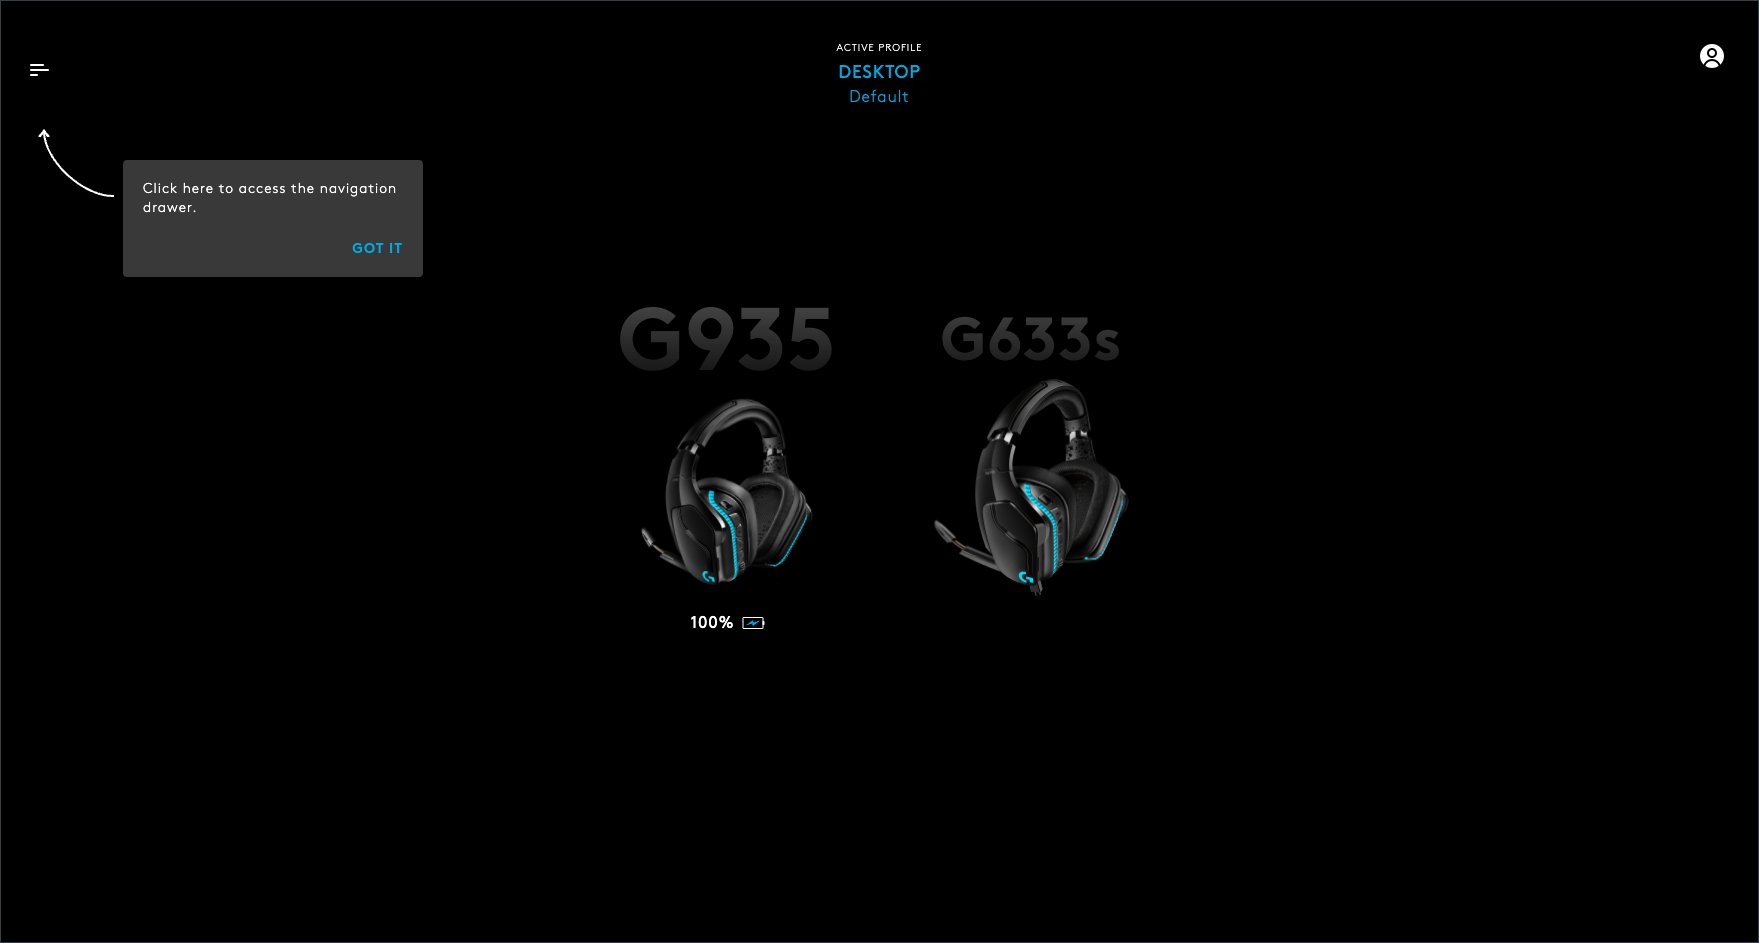 ACTIVE PROFILE
DESKTOP
Default
Click here to access the navigation
drawer.
GOT IT
G935
G633s
100%